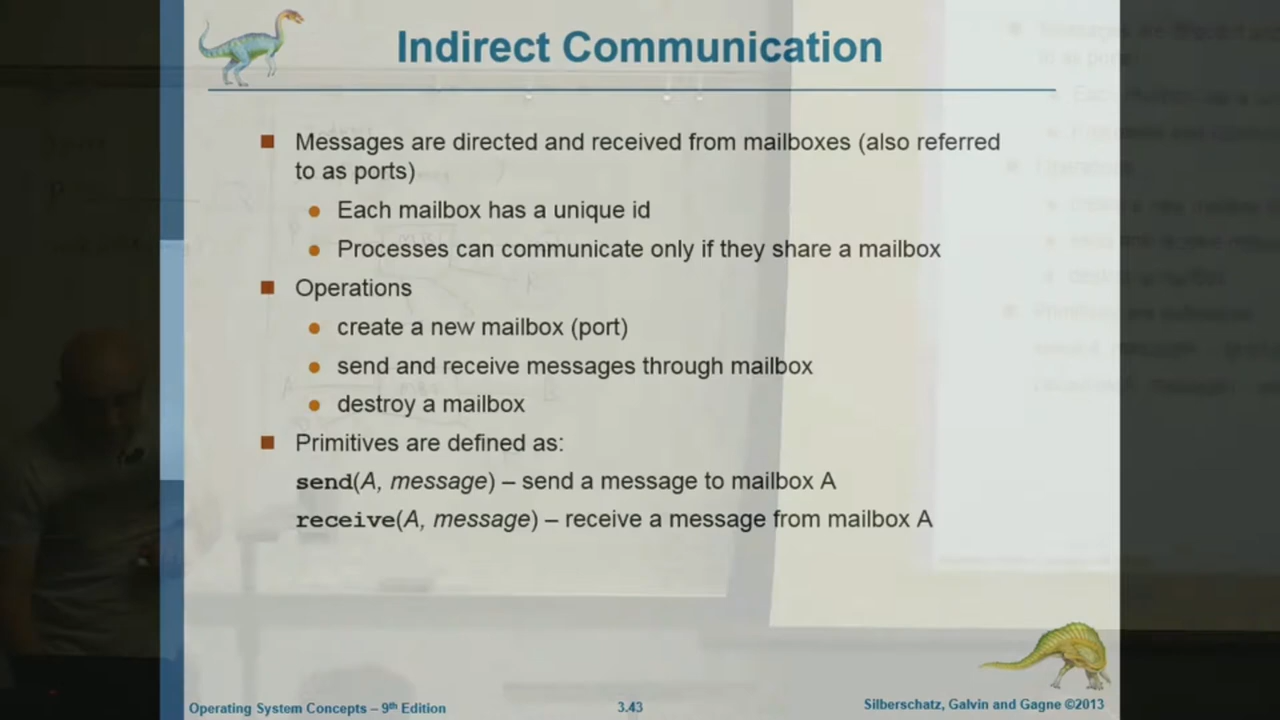 Indirect Communication
Messages are directed and received from mailboxes (also referred
to as ports)
Each mailbox has a unique id
Processes can communicate only if they share a mailbox
Operations
create a new mailbox (port)
send and receive messages through mailbox
destroy a mailbox
Primitives are defined as:
send(A, message) – send a message to mailbox A
receive(A, message) – receive a message from mailbox A
Operating System Concepts – 9th Edition
3.43
Silberschatz, Galvin and Gagne ©2013